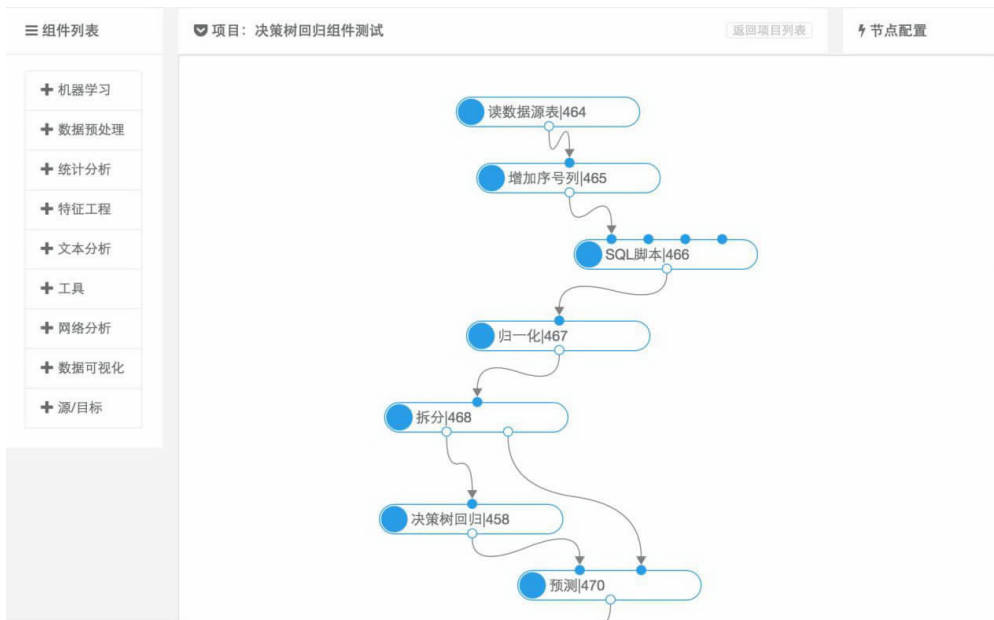 组件列表
项目：决策树回归组件测试
返回项目列表
节点配置
机器学习
数据预处理
统计分析
特征工程
文本分析
工具
网络分析
数据可视化
源/目标
读数据源表|464
增加序号列|465
SQL脚本|466
归一化|467
拆分|468
决策树回归|458
预测|470